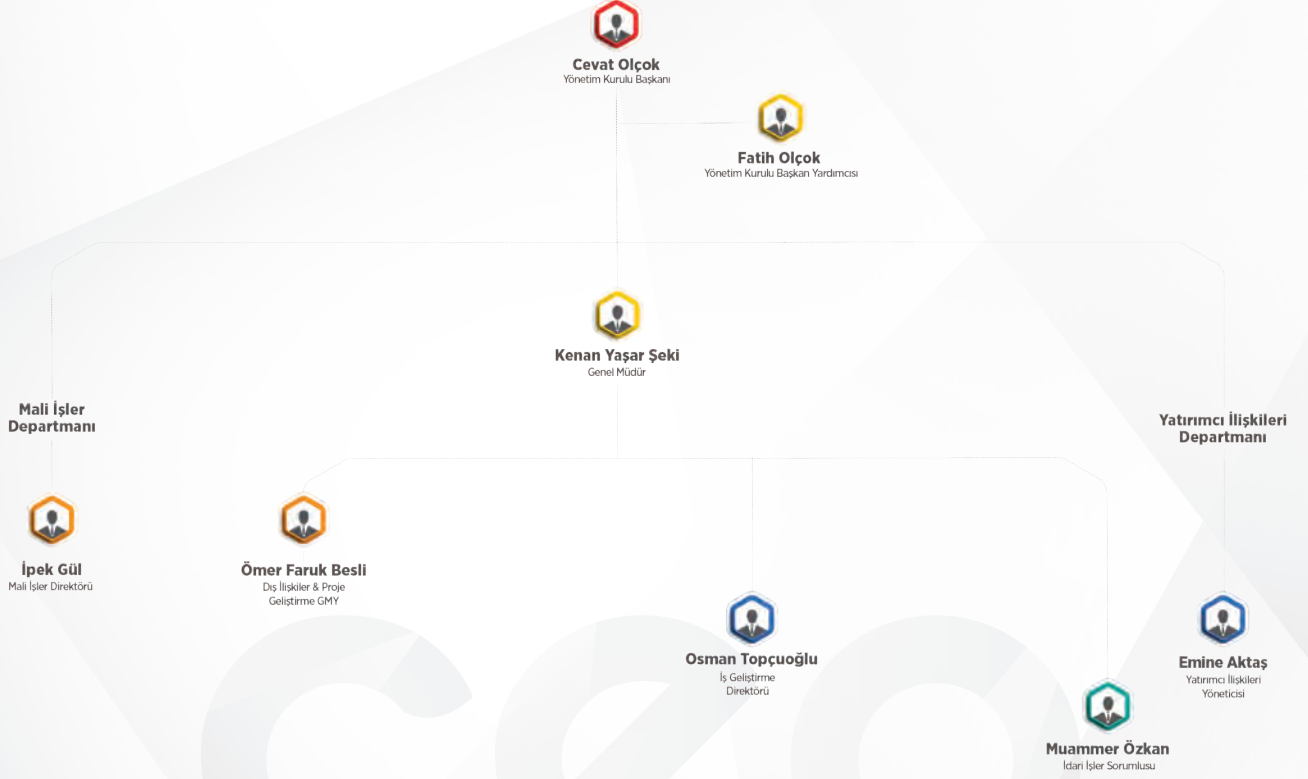 Cevat Olçok
Yönetim Kurulu Başkanı
Fatih Olçok
Yönetim Kurulu Başkan Yardımcısı
Kenan Yaşar Şeki
Genel Müdür
Mali İşler
Departmanı
Yatırımcı İlişkileri
Departmanı
İpek Gül
Mali İşler Direktörü
Ömer Faruk Besli
Dış İlişkiler & Proje
Geliştirme GMY
Osman Topçuoğlu
İş Geliştirme
Direktörü
Emine Aktaş
Yatırımcı İlişkileri
Yöneticisi
Muammer Özkan
İdari İşler Sorumlusu
ceo